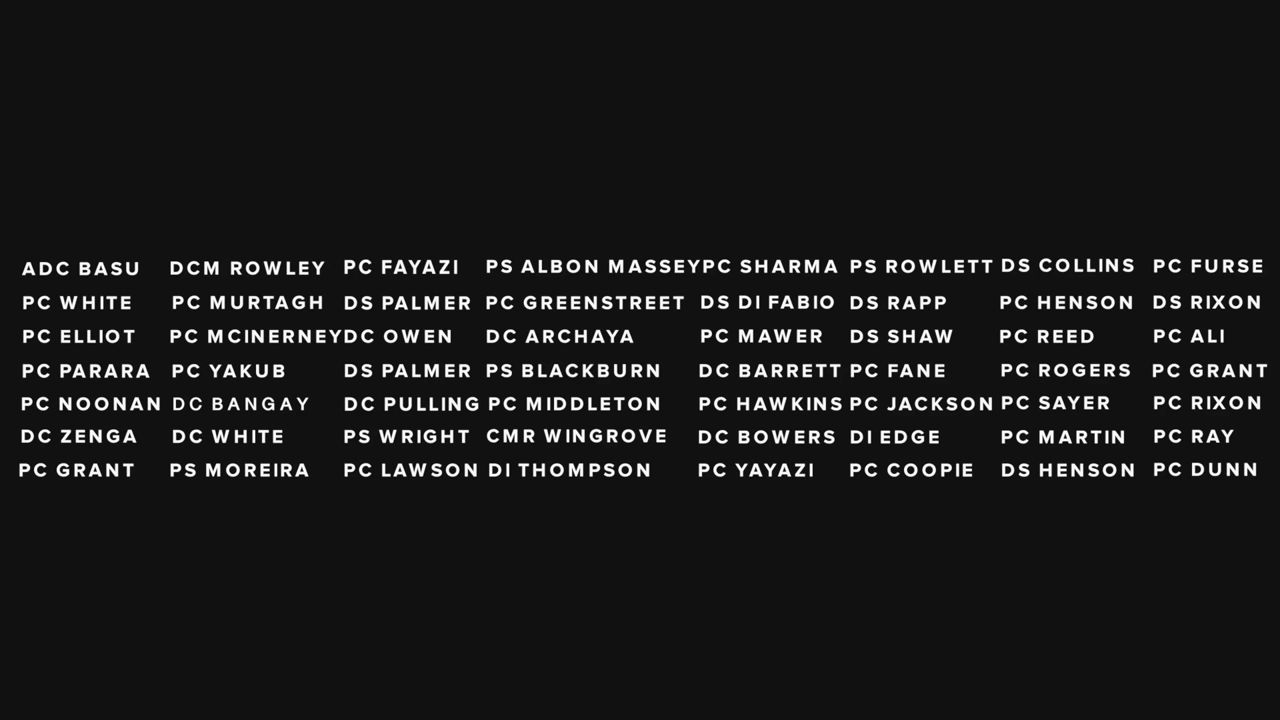 ADC BASU DCM ROWLEY PC FAYAZI PS ALBON MASSEY PC SHARMA PS ROWLETT DS COLLINS PC FURSE
PC WHITE PC MURTAGH DS PALMER PC GREENSTREET DS DI FABIO DS RAPP PC HENSON DS RIXON
PC ELLIOT PC MCINERNEY DC OWEN DC ARCHAYA PC MAWER DS SHAW PC REED PC ALI
PC PARARA PC YAKUB DS PALMER PS BLACKBURN DC BARRETT PC FANE PC ROGERS PC GRANT
PC NOONAN DC BANGAY DC PULLING PC MIDDLETON PC HAWKINS PC JACKSON PC SAYER PC RIXON
DC ZENGA DC WHITE PS WRIGHT CMR WINGROVE DC BOWERS DI EDGE PC MARTIN PC RAY
PC GRANT PS MOREIRA PC LAWSON DI THOMPSON PC YAYAZI PC COOPIE DS HENSON PC DUNN